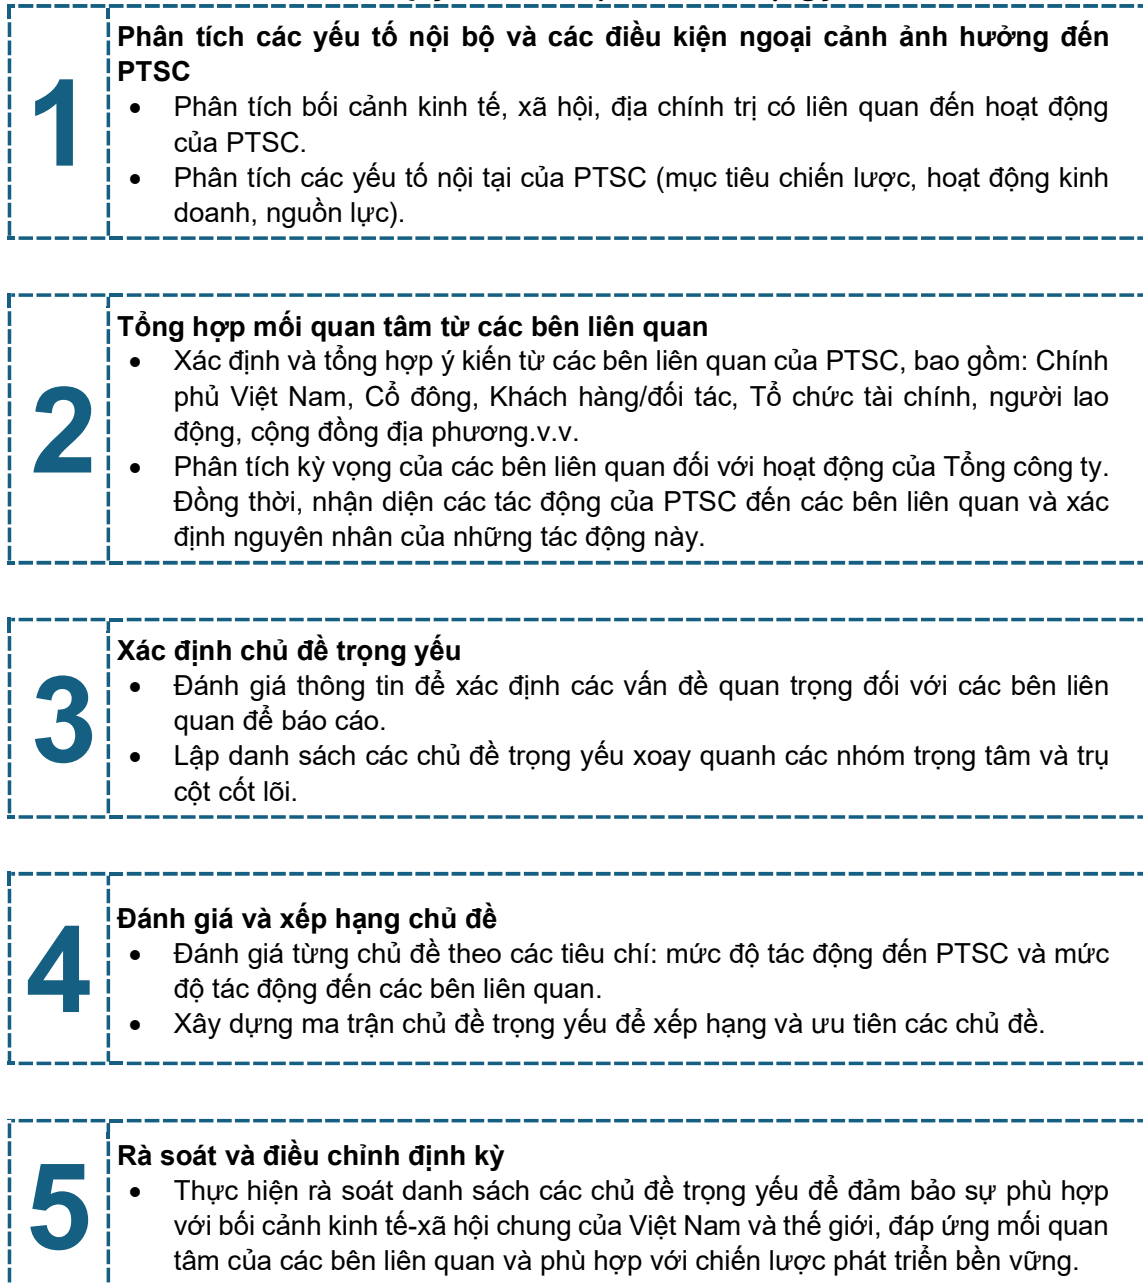 1
Phân tích các yếu tố nội bộ và các điều kiện ngoại cảnh ảnh hưởng đến
PTSC
• Phân tích bối cảnh kinh tế, xã hội, địa chính trị có liên quan đến hoạt động
của PTSC.
• Phân tích các yếu tố nội tại của PTSC (mục tiêu chiến lược, hoạt động kinh
doanh, nguồn lực).
2
Tổng hợp mối quan tâm từ các bên liên quan
• Xác định và tổng hợp ý kiến từ các bên liên quan của PTSC, bao gồm: Chính
phủ Việt Nam, Cổ đông, Khách hàng/đối tác, Tổ chức tài chính, người lao
động, cộng đồng địa phương.v.v.
• Phân tích kỳ vọng của các bên liên quan đối với hoạt động của Tổng công ty.
Đồng thời, nhận diện các tác động của PTSC đến các bên liên quan và xác
định nguyên nhân của những tác động này.
3
Xác định chủ đề trọng yếu
• Đánh giá thông tin để xác định các vấn đề quan trọng đối với các bên liên
quan để báo cáo.
• Lập danh sách các chủ đề trọng yếu xoay quanh các nhóm trọng tâm và trụ
cột cốt lõi.
4
Đánh giá và xếp hạng chủ đề
• Đánh giá từng chủ đề theo các tiêu chí: mức độ tác động đến PTSC và mức
độ tác động đến các bên liên quan.
• Xây dựng ma trận chủ đề trọng yếu để xếp hạng và ưu tiên các chủ đề.
5
Rà soát và điều chỉnh định kỳ
• Thực hiện rà soát danh sách các chủ đề trọng yếu để đảm bảo sự phù hợp
với bối cảnh kinh tế-xã hội chung của Việt Nam và thế giới, đáp ứng mối quan
tâm của các bên liên quan và phù hợp với chiến lược phát triển bền vững.